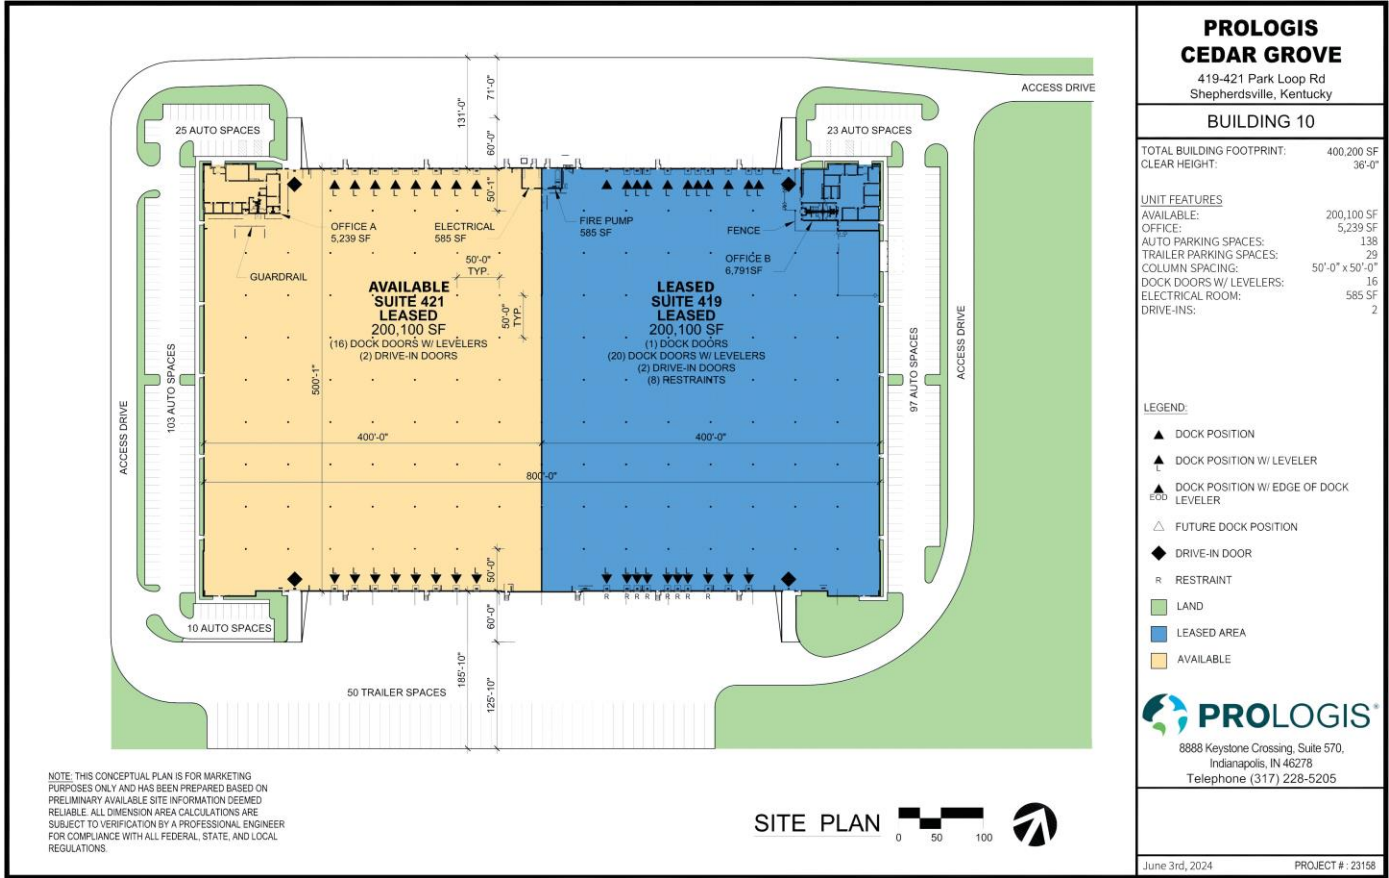 PROLOGIS
CEDAR GROVE
419-421 Park Loop Rd
Shepherdsville, Kentucky
BUILDING 10
TOTAL BUILDING FOOTPRINT: 400,200 SF
CLEAR HEIGHT: 36'-0"
UNIT FEATURES
AVAILABLE: 200,100 SF
OFFICE: 5,239 SF
AUTO PARKING SPACES: 138
TRAILER PARKING SPACES: 29
COLUMN SPACING: 50'-0" x 50'-0"
DOCK DOORS W/ LEVELERS: 16
ELECTRICAL ROOM: 585 SF
DRIVE-INS: 2
LEGEND:
DOCK POSITION
L
DOCK POSITION W/ LEVELER
EOD
DOCK POSITION W/ EDGE OF DOCK
LEVELER
FUTURE DOCK POSITION
DRIVE-IN DOOR
R RESTRAINT
LAND
LEASED AREA
AVAILABLE
PROLOGIS®
8888 Keystone Crossing, Suite 570,
Indianapolis, IN 46278
Telephone (317) 228-5205
June 3rd, 2024 PROJECT # : 23158
ACCESS DRIVE
71'-0"
131'-0"
60'-0"
25 AUTO SPACES
23 AUTO SPACES
50'-1"
OFFICE A
5,239 SF
ELECTRICAL
585 SF
FIRE PUMP
585 SF
FENCE
OFFICE B
6,791SF
GUARDRAIL
50'-0"
TYP.
50'-0"
TYP.
AVAILABLE
SUITE 421
LEASED
200,100 SF
(16) DOCK DOORS W/ LEVELERS
(2) DRIVE-IN DOORS
LEASED
SUITE 419
LEASED
200,100 SF
(1) DOCK DOORS
(20) DOCK DOORS W/ LEVELERS
(2) DRIVE-IN DOORS
(8) RESTRAINTS
500'-1"
103 AUTO SPACES
ACCESS DRIVE
97 AUTO SPACES
ACCESS DRIVE
400'-0"
400'-0"
800'-0"
50'-0"
60'-0"
10 AUTO SPACES
185'-10"
125'-10"
50 TRAILER SPACES
NOTE: THIS CONCEPTUAL PLAN IS FOR MARKETING
PURPOSES ONLY AND HAS BEEN PREPARED BASED ON
PRELIMINARY AVAILABLE SITE INFORMATION DEEMED
RELIABLE. ALL DIMENSION AREA CALCULATIONS ARE
SUBJECT TO VERIFICATION BY A PROFESSIONAL ENGINEER
FOR COMPLIANCE WITH ALL FEDERAL, STATE, AND LOCAL
REGULATIONS.
SITE PLAN
0 50 100